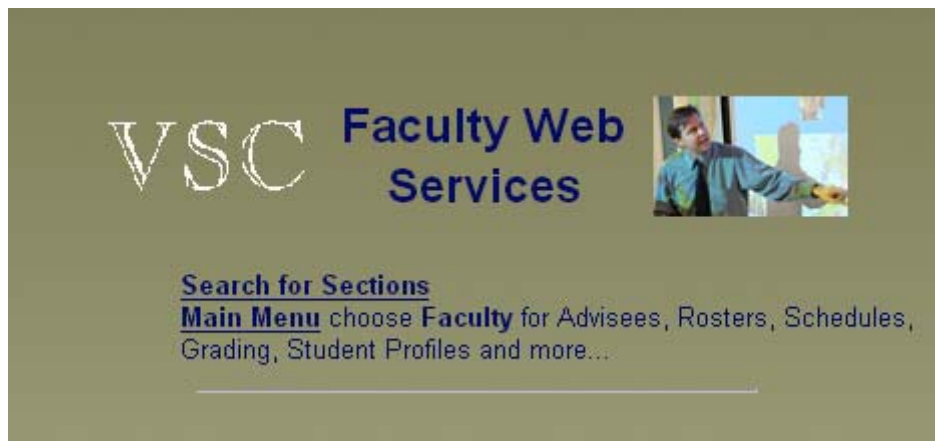 VSC
Faculty Web
Services
Search for Sections
Main Menu choose Faculty for Advisees, Rosters, Schedules,
Grading, Student Profiles and more...